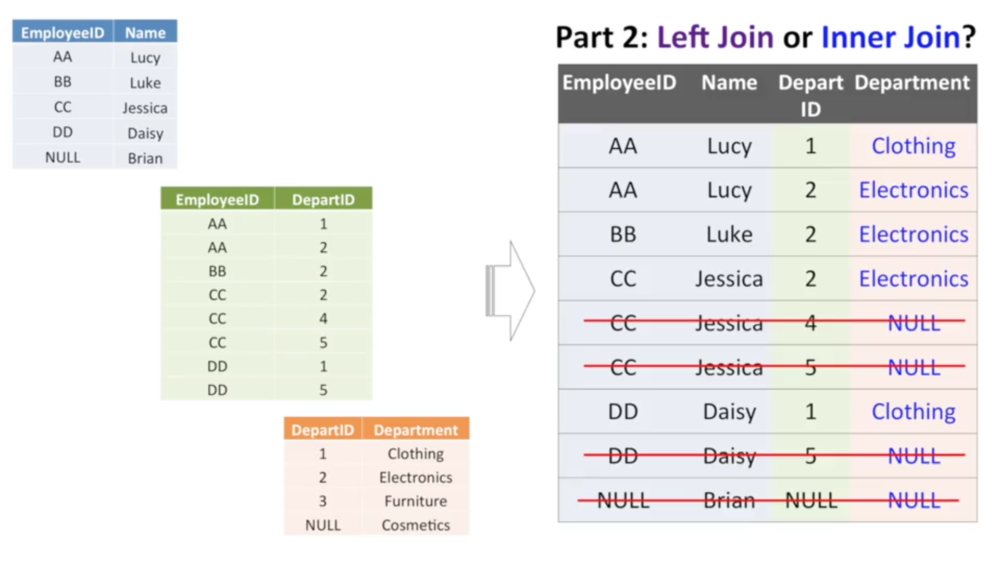 EmployeeID Name
AA Lucy
BB Luke
CC Jessica
DD Daisy
NULL Brian
EmployeeID DepartID
AA 1
AA 2
BB 2
CC 2
CC 4
CC 5
DD 1
DD 5
DepartID Department
1 Clothing
2 Electronics
3 Furniture
NULL Cosmetics
Part 2: Left Join or Inner Join?
EmployeeID Name Depart Department
ID
AA Lucy 1 Clothing
AA Lucy 2 Electronics
BB Luke 2 Electronics
CC Jessica 2 Electronics
CC Jessica 4 NULL
CC Jessica 5 NULL
DD Daisy 1 Clothing
DD Daisy 5 NULL
NULL Brian NULL NULL